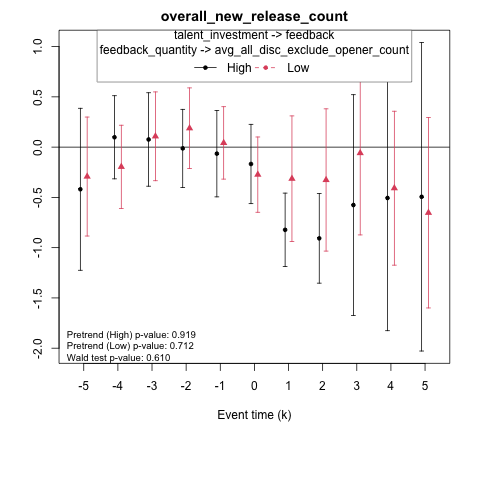 overall_new_release_count
talent_investment -> feedback
feedback_quantity -> avg_all_disc_exclude_opener_count
High Low
1.0
0.5
0.0
-0.5
-1.0
-1.5
-2.0
Pretrend (High) p-value: 0.919
Pretrend (Low) p-value: 0.712
Wald test p-value: 0.610
-5 -4 -3 -2 -1 0 1 2 3 4 5
Event time (k)